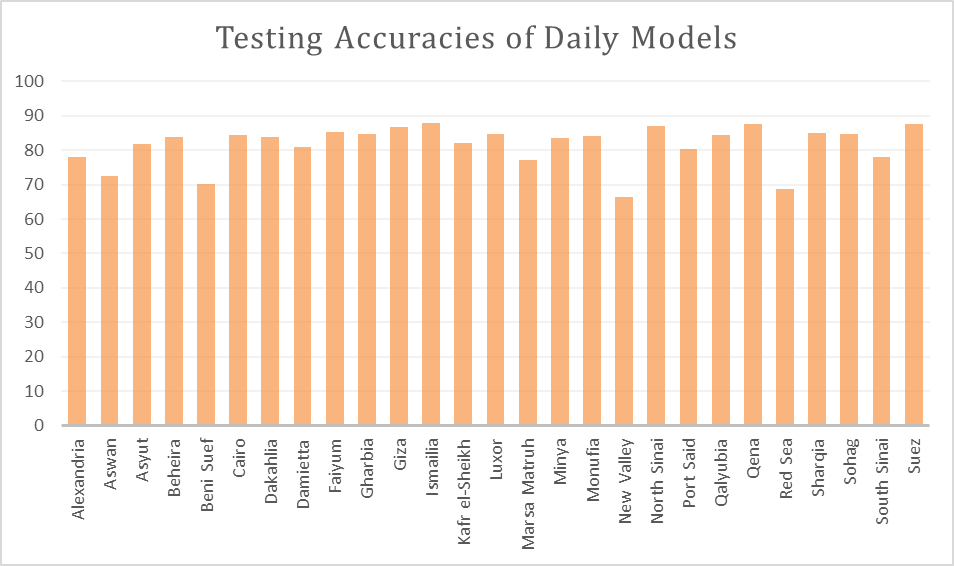 Testing Accuracies of Daily Models
100
90
80
70
60
50
40
30
20
10
0
Alexandria
Aswan
Asyut
Beheira
Beni Suef
Cairo
Dakahlia
Damietta
Faiyum
Gharbia
Giza
Ismailia
Kafr el-Sheikh
Luxor
Marsa Matruh
Minya
Monufia
New Valley
North Sinai
Port Said
Qalyubia
Qena
Red Sea
Sharqia
Sohag
South Sinai
Suez